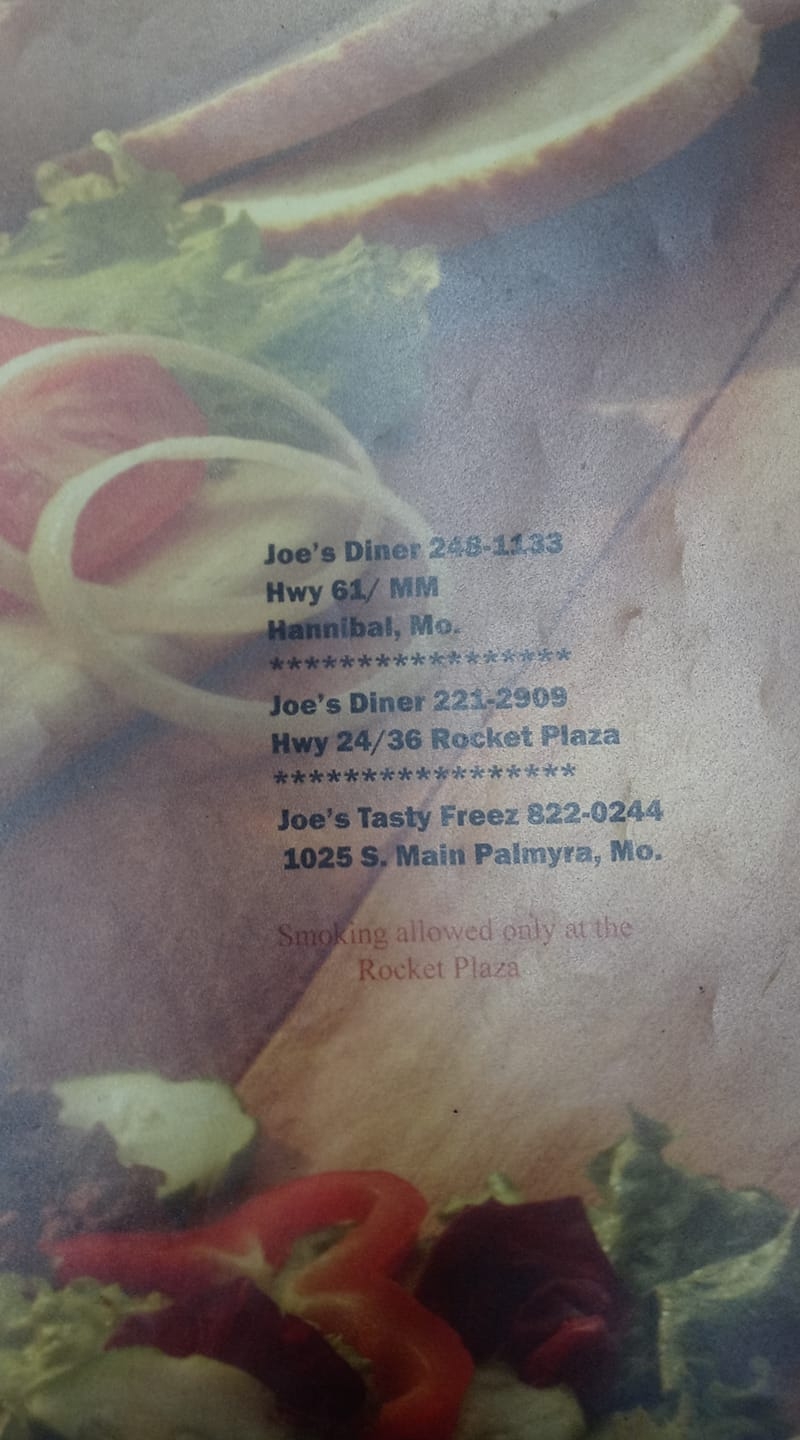 Joe's Diner 248-1133
Hwy 61/ MM
Hannibal, Mo.
*****************
Joe's Diner 221-2909
Hwy 24/36 Rocket Plaza
*****************
Joe's Tasty Freez 822-0244
1025 S. Main Palmyra, Mo.
Smoking allowed only at the
Rocket Plaza